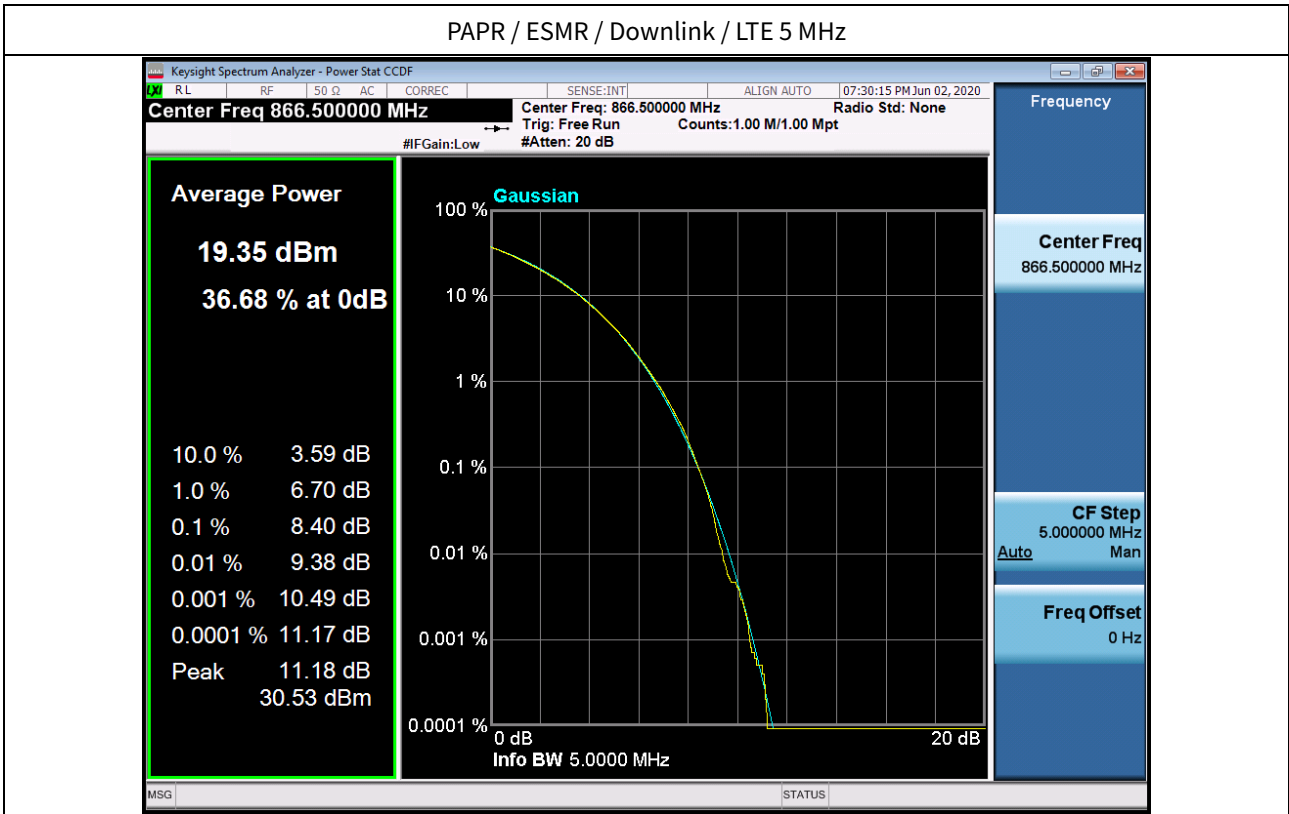 PAPR / ESMR / Downlink / LTE 5 MHz
Keysight Spectrum Analyzer - Power Stat CCDF
LXI RL RF 50 Ω AC CORREC SENSE:INT ALIGN AUTO 07:30:15 PM Jun 02, 2020
Center Freq 866.500000 MHz
Center Freq: 866.500000 MHz Radio Std: None
Trig: Free Run Counts:1.00 M/1.00 Mpt
#IFGain:Low #Atten: 20 dB
Average Power
19.35 dBm
36.68 % at 0dB
10.0 % 3.59 dB
1.0 % 6.70 dB
0.1 % 8.40 dB
0.01 % 9.38 dB
0.001 % 10.49 dB
0.0001 % 11.17 dB
Peak 11.18 dB
30.53 dBm
Gaussian
100 %
10 %
1 %
0.1 %
0.01 %
0.001 %
0.0001 %
0 dB 20 dB
Info BW 5.0000 MHz
Frequency
Center Freq
866.500000 MHz
CF Step
5.000000 MHz
Auto Man
Freq Offset
0 Hz
MSG STATUS